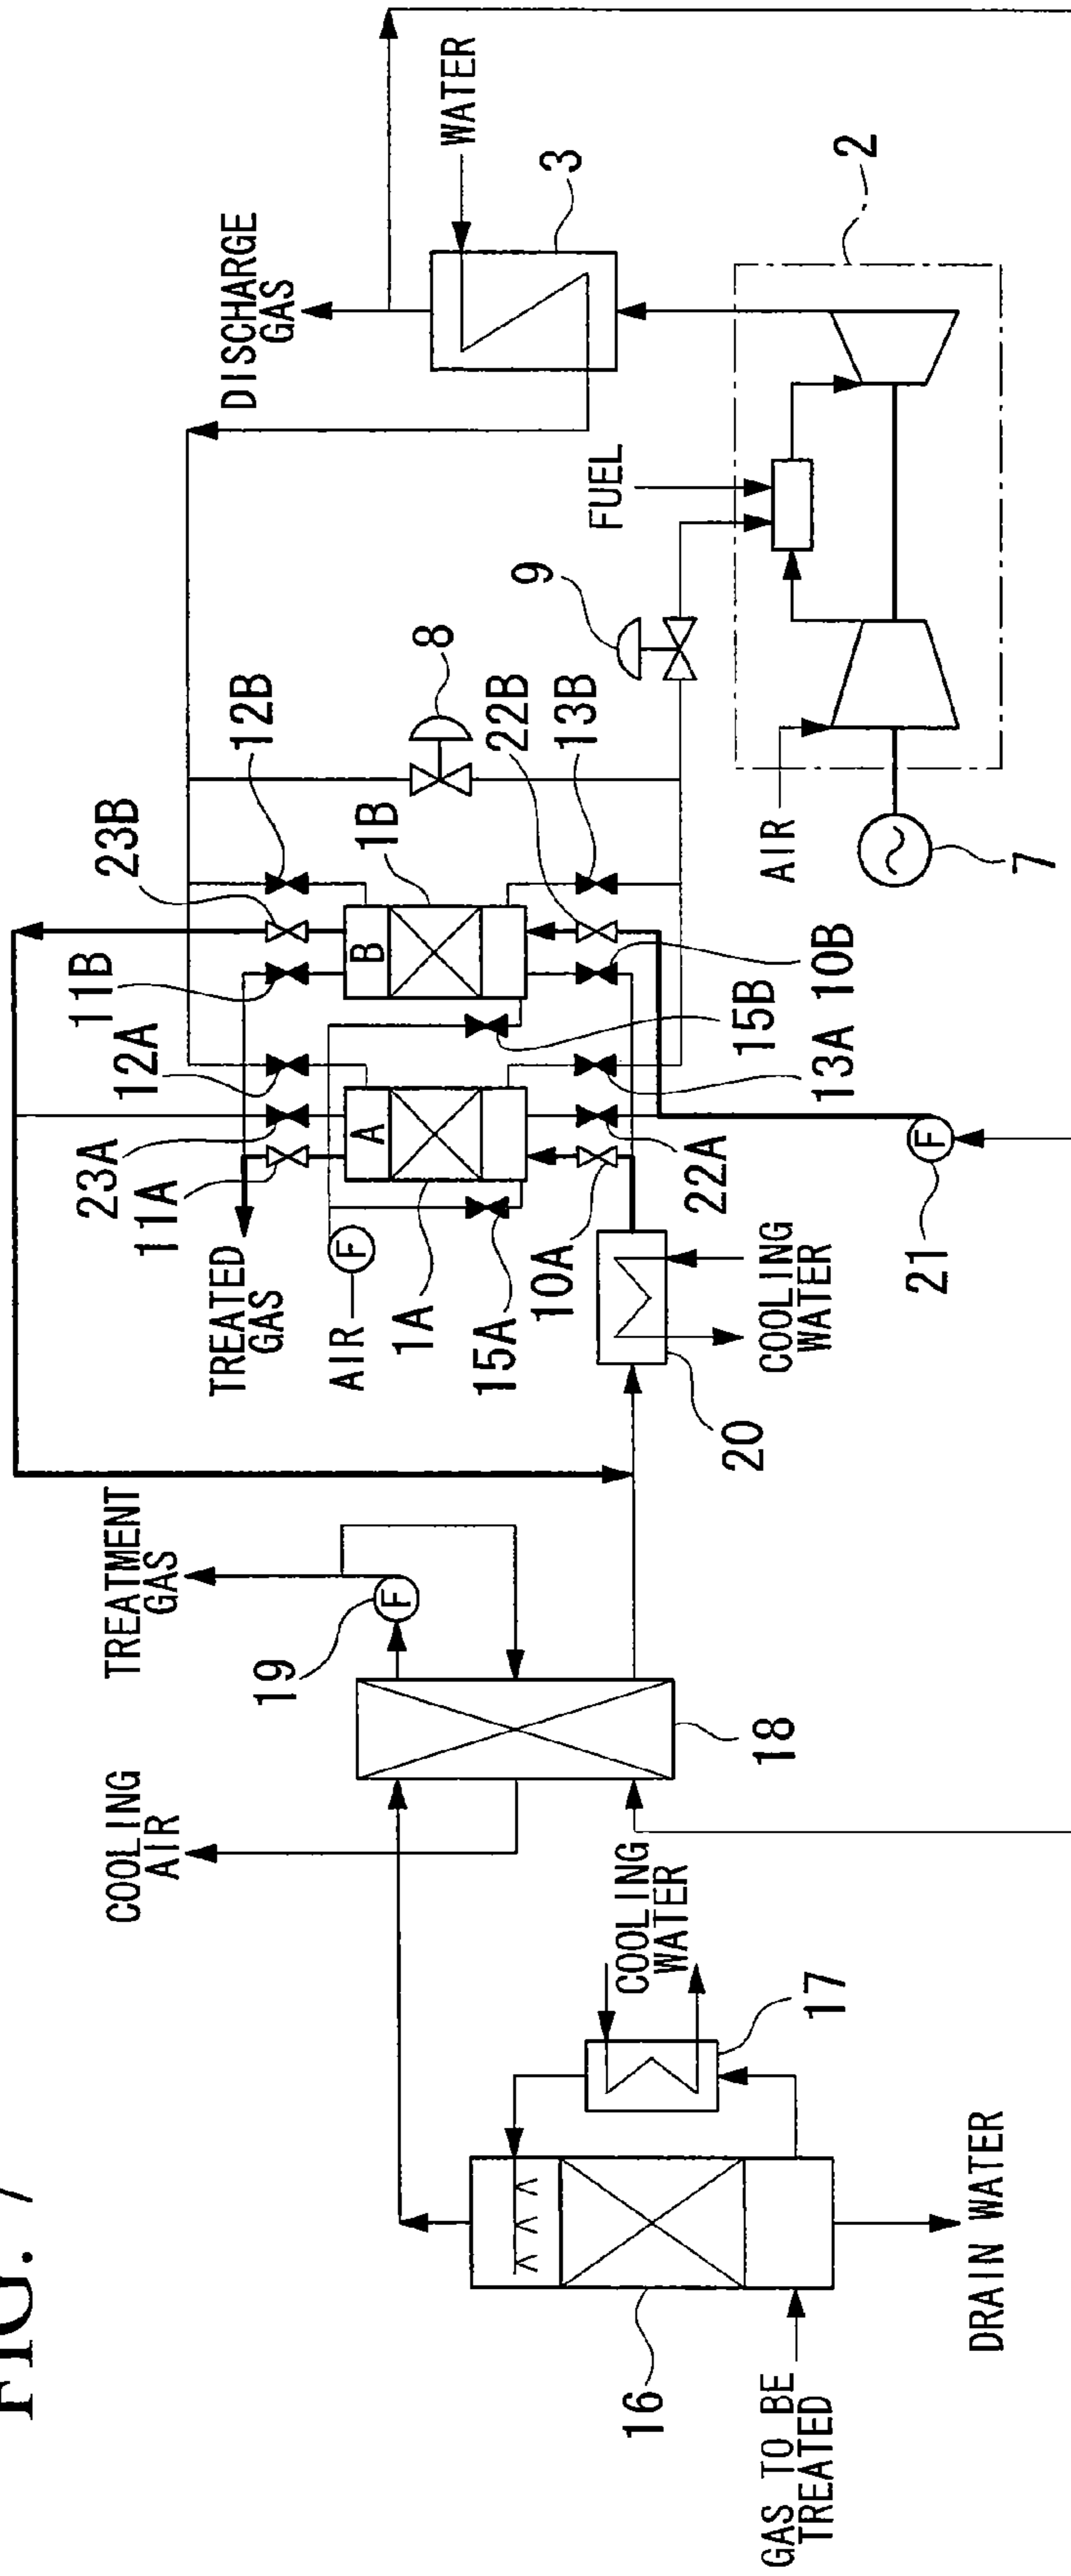 FIG. 7
DISCHARGE
GAS
WATER
3
2
FUEL
9
8
12B
23B
11B
12A
23A
11A
TREATED
GAS
AIR
F
1A
15A
A
B
1B
22B
13B
10B
15B
13A
22A
10A
AIR
7
F
21
COOLING
WATER
20
TREATMENT
GAS
19
F
18
COOLING
AIR
COOLING
WATER
17
16
GAS TO BE
TREATED
DRAIN WATER